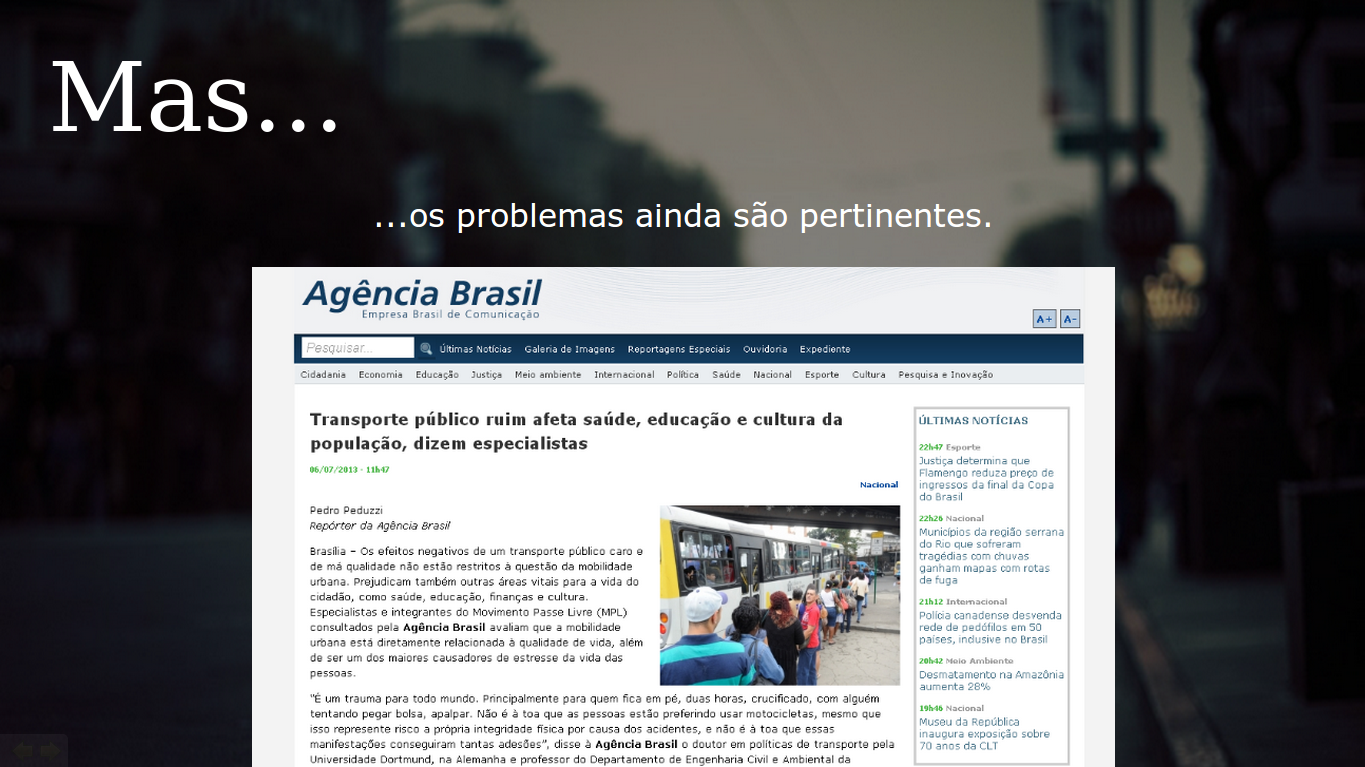 Mas...
...os problemas ainda são pertinentes.
Agência Brasil
Empresa Brasil de Comunicação
A+ A-
Pesquisar...
Últimas Notícias Galeria de Imagens Reportagens Especiais Ouvidoria Expediente
Cidadania Economia Educação Justiça Meio ambiente Internacional Política Saúde Nacional Esporte Cultura Pesquisa e Inovação
Transporte público ruim afeta saúde, educação e cultura da
população, dizem especialistas
06/07/2013 - 11h47
Nacional
Pedro Peduzzi
Repórter da Agência Brasil
Brasília – Os efeitos negativos de um transporte público caro e
de má qualidade não estão restritos à questão da mobilidade
urbana. Prejudicam também outras áreas vitais para a vida do
cidadão, como saúde, educação, finanças e cultura.
Especialistas e integrantes do Movimento Passe Livre (MPL)
consultados pela Agência Brasil avaliam que a mobilidade
urbana está diretamente relacionada à qualidade de vida, além
de ser um dos maiores causadores de estresse da vida das
pessoas.
"É um trauma para todo mundo. Principalmente para quem fica em pé, duas horas, crucificado, com alguém
tentando pegar bolsa, apalpar. Não é à toa que as pessoas estão preferindo usar motocicletas, mesmo que
isso represente risco a própria integridade física por causa dos acidentes, e não é à toa que essas
manifestações conseguiram tantas adesões", disse à Agência Brasil o doutor em políticas de transporte pela
Universidade Dortmund, na Alemanha e professor do Departamento de Engenharia Civil e Ambiental da
ÚLTIMAS NOTÍCIAS
22h47 Esporte
Justiça determina que
Flamengo reduza preço de
ingressos da final da Copa
do Brasil
22h26 Nacional
Municípios da região serrana
do Rio que sofreram
tragédias com chuvas
ganham mapas com rotas
de fuga
21h12 Internacional
Polícia canadense desvenda
rede de pedófilos em 50
países, inclusive no Brasil
20h42 Meio Ambiente
Desmatamento na Amazônia
aumenta 28%
19h46 Nacional
Museu da República
inaugura exposição sobre
70 anos da CLT